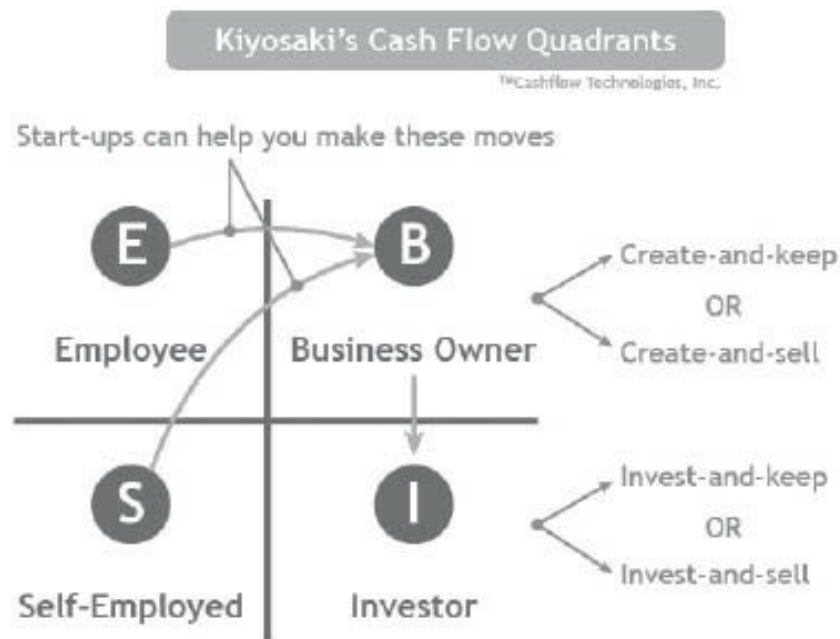 Kiyosaki's Cash Flow Quadrants
™Cashflow Technologies, Inc.
Start-ups can help you make these moves
E
B
Employee
Business Owner
Create-and-keep
OR
Create-and-sell
S
I
Self-Employed
Investor
Invest-and-keep
OR
Invest-and-sell